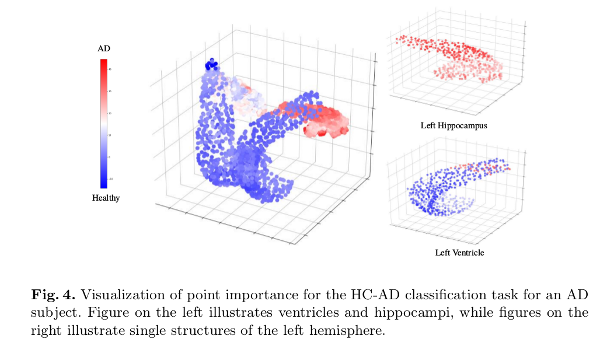 AD
Healthy
Left Hippocampus
Left Ventricle
Fig. 4. Visualization of point importance for the HC-AD classification task for an AD
subject. Figure on the left illustrates ventricles and hippocampi, while figures on the
right illustrate single structures of the left hemisphere.